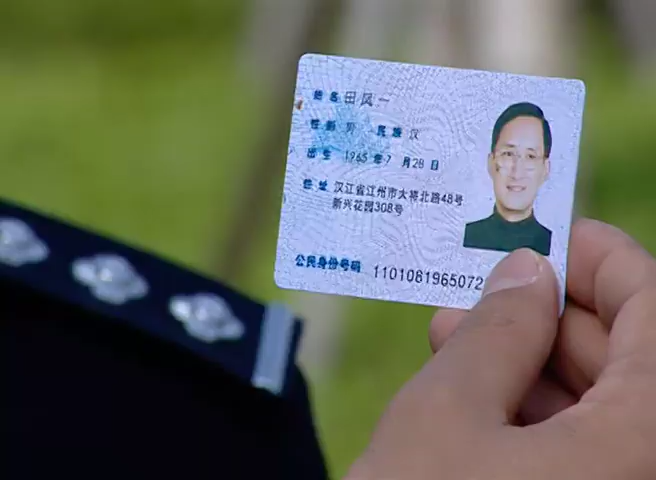 姓名 田凤一
性别 男 民族 汉
出生 1965 年 7 月 28 日
住址 汉江省江州市大将北路48号
新兴花园308号
公民身份号码 1101081965072